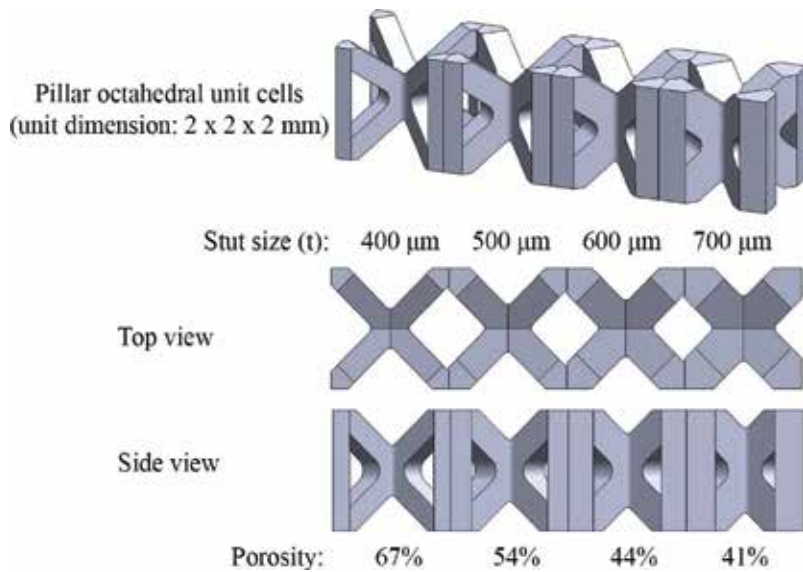 Pillar octahedral unit cells
(unit dimension: 2 x 2 x 2 mm)
Stut size (t): 400 μm 500 μm 600 μm 700 μm
Top view
Side view
Porosity: 67% 54% 44% 41%